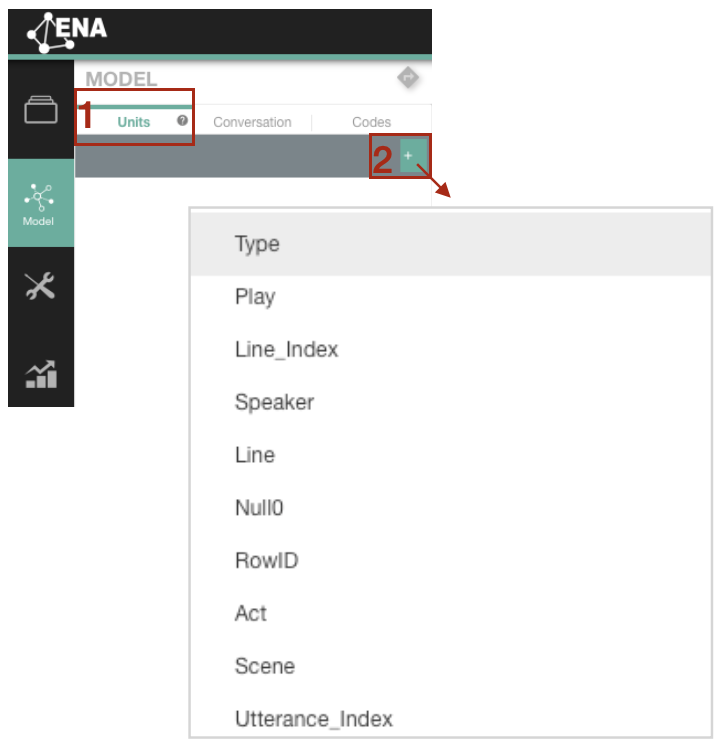 ENA
MODEL
1
Units ? Conversation Codes
2 +
Model
Type
Play
Line_Index
Speaker
Line
Null0
RowID
Act
Scene
Utterance_Index